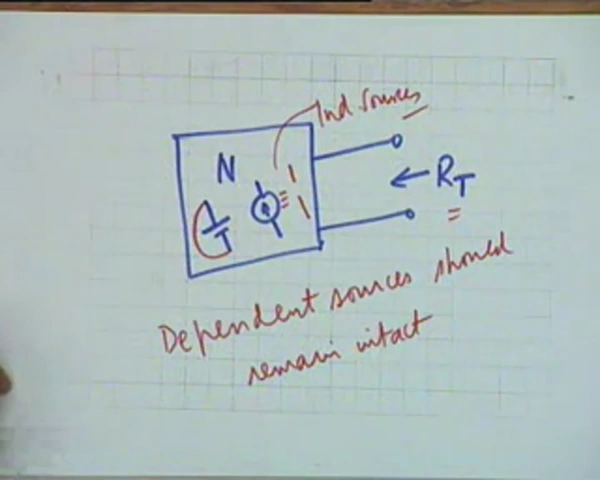 Ind sources
N
← R_T
Dependent sources should
remain intact